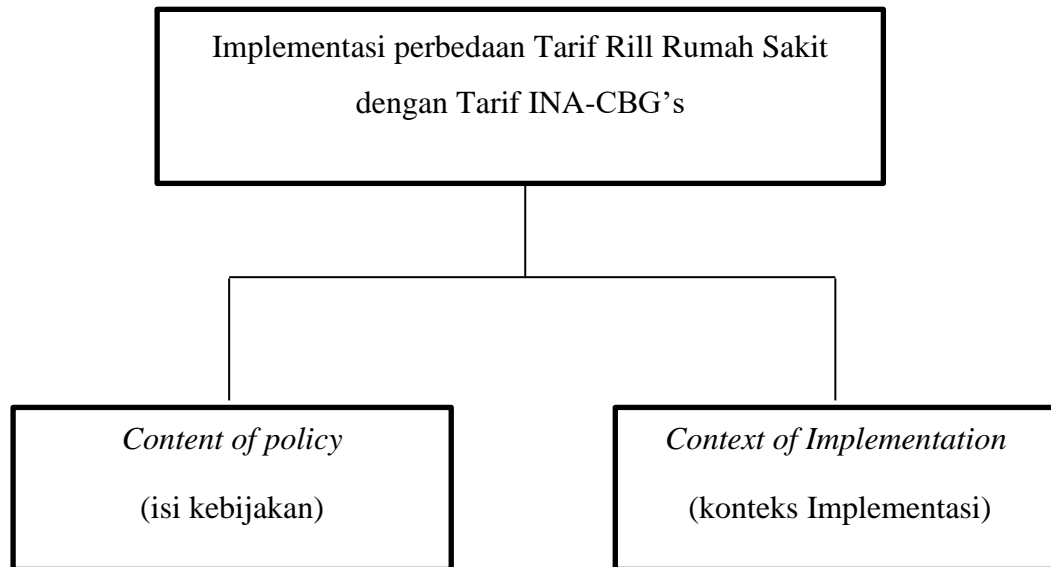 Implementasi perbedaan Tarif Rill Rumah Sakit
dengan Tarif INA-CBG’s
Content of policy
(isi kebijakan)
Context of Implementation
(konteks Implementasi)